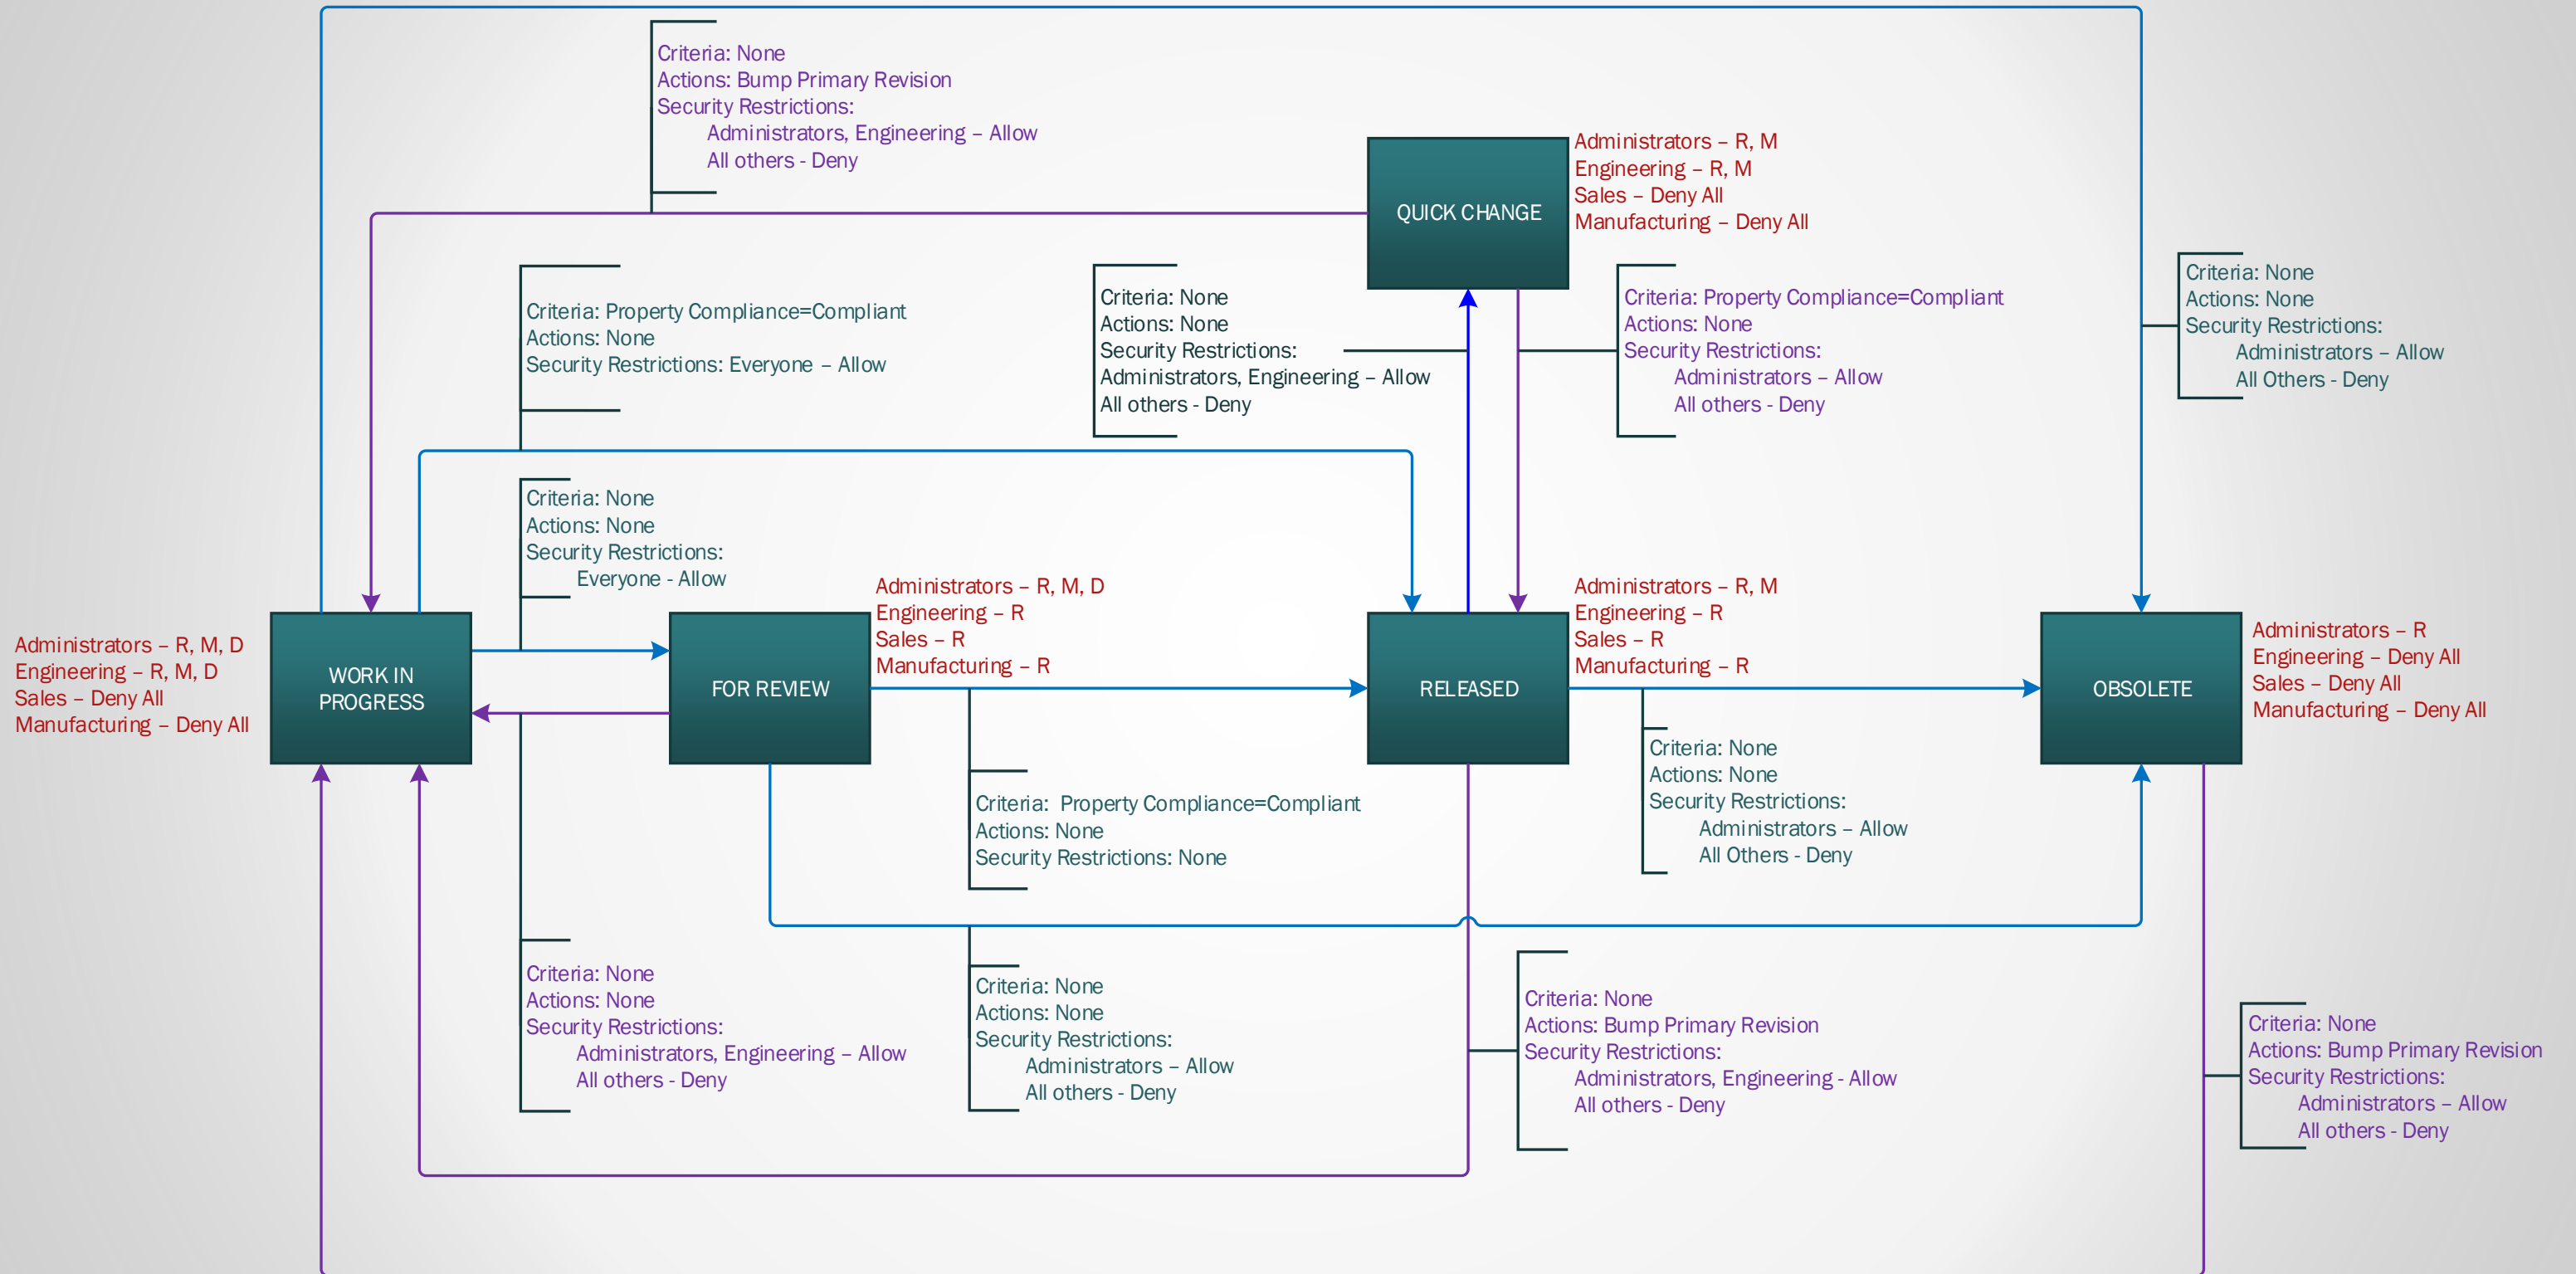 Criteria: None
Actions: Bump Primary Revision
Security Restrictions:
Administrators, Engineering – Allow
All others - Deny
QUICK CHANGE
Administrators – R, M
Engineering – R, M
Sales – Deny All
Manufacturing – Deny All
Criteria: Property Compliance=Compliant
Actions: None
Security Restrictions: Everyone – Allow
Criteria: None
Actions: None
Security Restrictions:
Administrators, Engineering – Allow
All others - Deny
Criteria: Property Compliance=Compliant
Actions: None
Security Restrictions:
Administrators – Allow
All others - Deny
Criteria: None
Actions: None
Security Restrictions:
Administrators – Allow
All Others - Deny
Criteria: None
Actions: None
Security Restrictions:
Everyone - Allow
Administrators – R, M, D
Engineering – R, M, D
Sales – Deny All
Manufacturing – Deny All
WORK IN
PROGRESS
FOR REVIEW
Administrators – R, M, D
Engineering – R
Sales – R
Manufacturing – R
RELEASED
Administrators – R, M
Engineering – R
Sales – R
Manufacturing – R
OBSOLETE
Administrators – R
Engineering – Deny All
Sales – Deny All
Manufacturing – Deny All
Criteria: Property Compliance=Compliant
Actions: None
Security Restrictions: None
Criteria: None
Actions: None
Security Restrictions:
Administrators – Allow
All Others - Deny
Criteria: None
Actions: None
Security Restrictions:
Administrators, Engineering – Allow
All others - Deny
Criteria: None
Actions: None
Security Restrictions:
Administrators – Allow
All others - Deny
Criteria: None
Actions: Bump Primary Revision
Security Restrictions:
Administrators, Engineering - Allow
All others - Deny
Criteria: None
Actions: Bump Primary Revision
Security Restrictions:
Administrators – Allow
All others - Deny